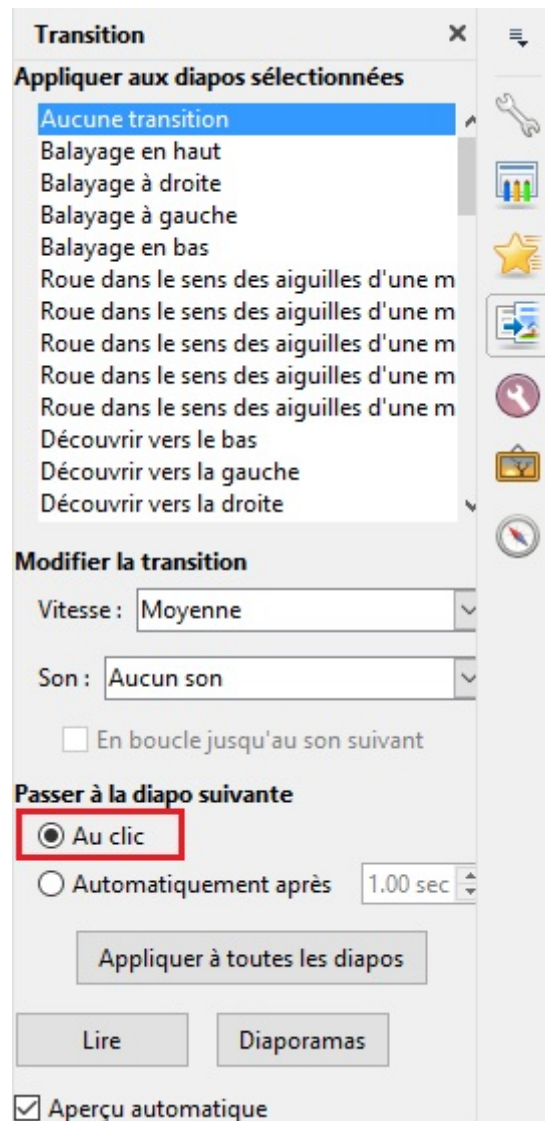 Transition
Appliquer aux diapos sélectionnées
Aucune transition
Balayage en haut
Balayage à droite
Balayage à gauche
Balayage en bas
Roue dans le sens des aiguilles d'une m
Roue dans le sens des aiguilles d'une m
Roue dans le sens des aiguilles d'une m
Roue dans le sens des aiguilles d'une m
Roue dans le sens des aiguilles d'une m
Découvrir vers le bas
Découvrir vers la gauche
Découvrir vers la droite
Modifier la transition
Vitesse : Moyenne
Son : Aucun son
En boucle jusqu'au son suivant
Passer à la diapo suivante
Au clic
Automatiquement après 1.00 sec
Appliquer à toutes les diapos
Lire Diaporamas
Aperçu automatique